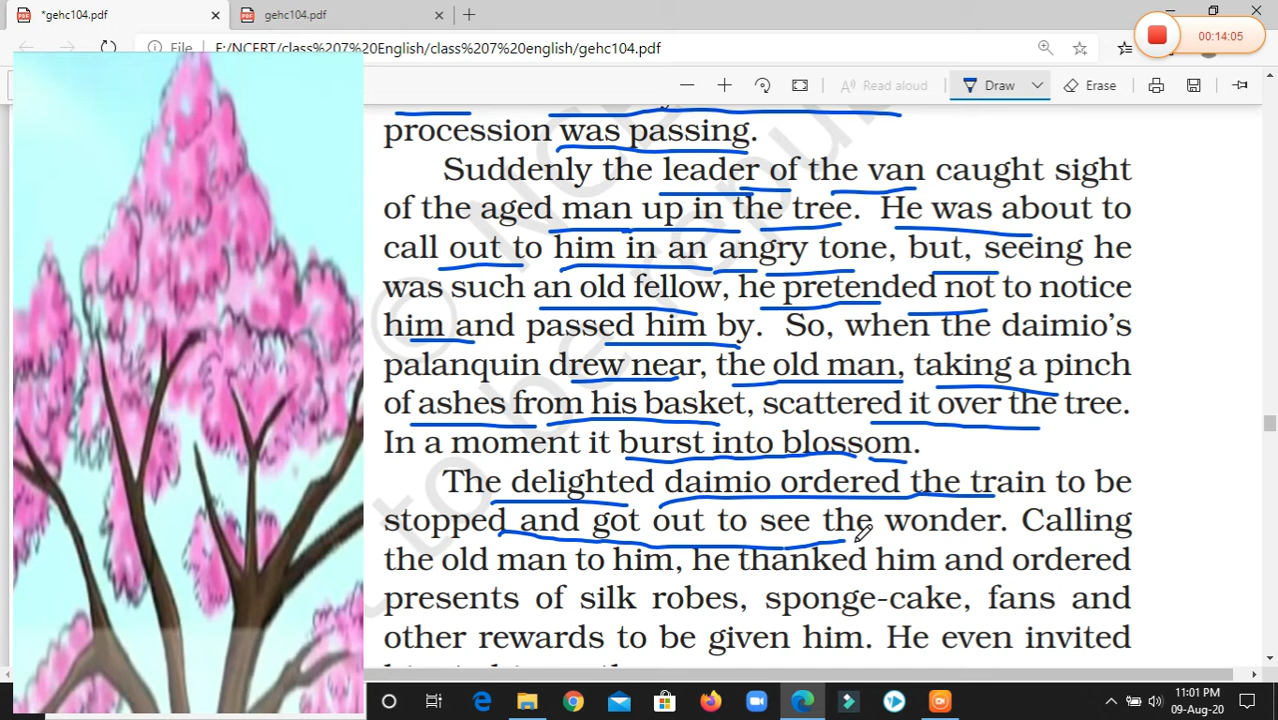 *gehc104.pdf
gehc104.pdf
00:14:05
File
F:/NCERT/class%207%20English/class%207%20english/gehc104.pdf
Read aloud
Draw
Erase
procession was passing.
Suddenly the leader of the van caught sight
of the aged man up in the tree. He was about to
call out to him in an angry tone, but, seeing he
was such an old fellow, he pretended not to notice
him and passed him by. So, when the daimio's
palanquin drew near, the old man, taking a pinch
of ashes from his basket, scattered it over the tree.
In a moment it burst into blossom.
The delighted daimio ordered the train to be
stopped and got out to see the wonder. Calling
the old man to him, he thanked him and ordered
presents of silk robes, sponge-cake, fans and
other rewards to be given him. He even invited
11:01 PM
09-Aug-20